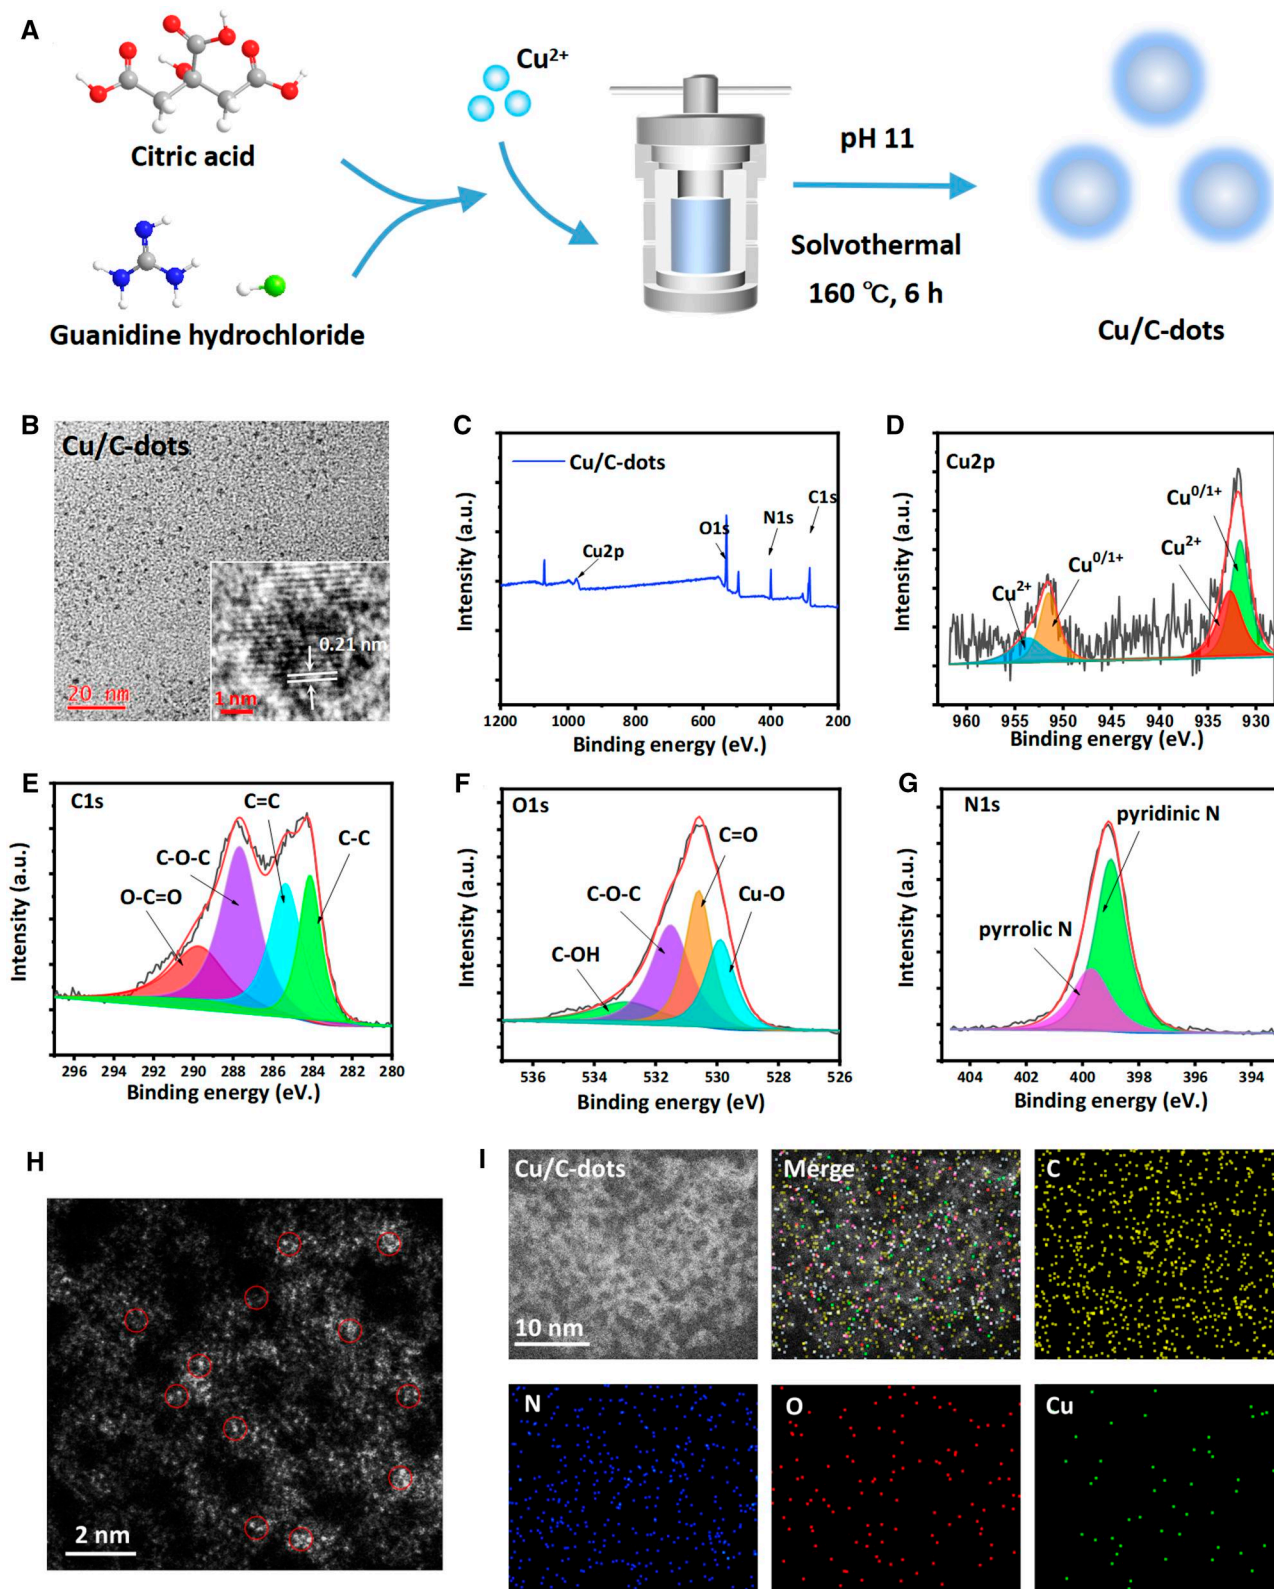 A
Citric acid
Guanidine hydrochloride
Cu²⁺
pH 11
Solvothermal
160 ℃, 6 h
Cu/C-dots
B
Cu/C-dots
0.21 nm
20 nm
1 nm
C
Cu/C-dots
C1s
N1s
O1s
Cu2p
Intensity (a.u.)
1200 1000 800 600 400 200
Binding energy (eV.)
D
Cu2p
Cu⁰/¹⁺
Cu²⁺
Cu⁰/¹⁺
Cu²⁺
Intensity (a.u.)
960 955 950 945 940 935 930
Binding energy (eV.)
E
C1s
C=C
C-C
C-O-C
O-C=O
Intensity (a.u.)
296 294 292 290 288 286 284 282 280
Binding energy (eV.)
F
O1s
C=O
C-O-C
Cu-O
C-OH
Intensity (a.u.)
536 534 532 530 528 526
Binding energy (eV)
G
N1s
pyridinic N
pyrrolic N
Intensity (a.u.)
404 402 400 398 396 394
Binding energy (eV.)
H
2 nm
I
Cu/C-dots
10 nm
Merge
C
N
O
Cu